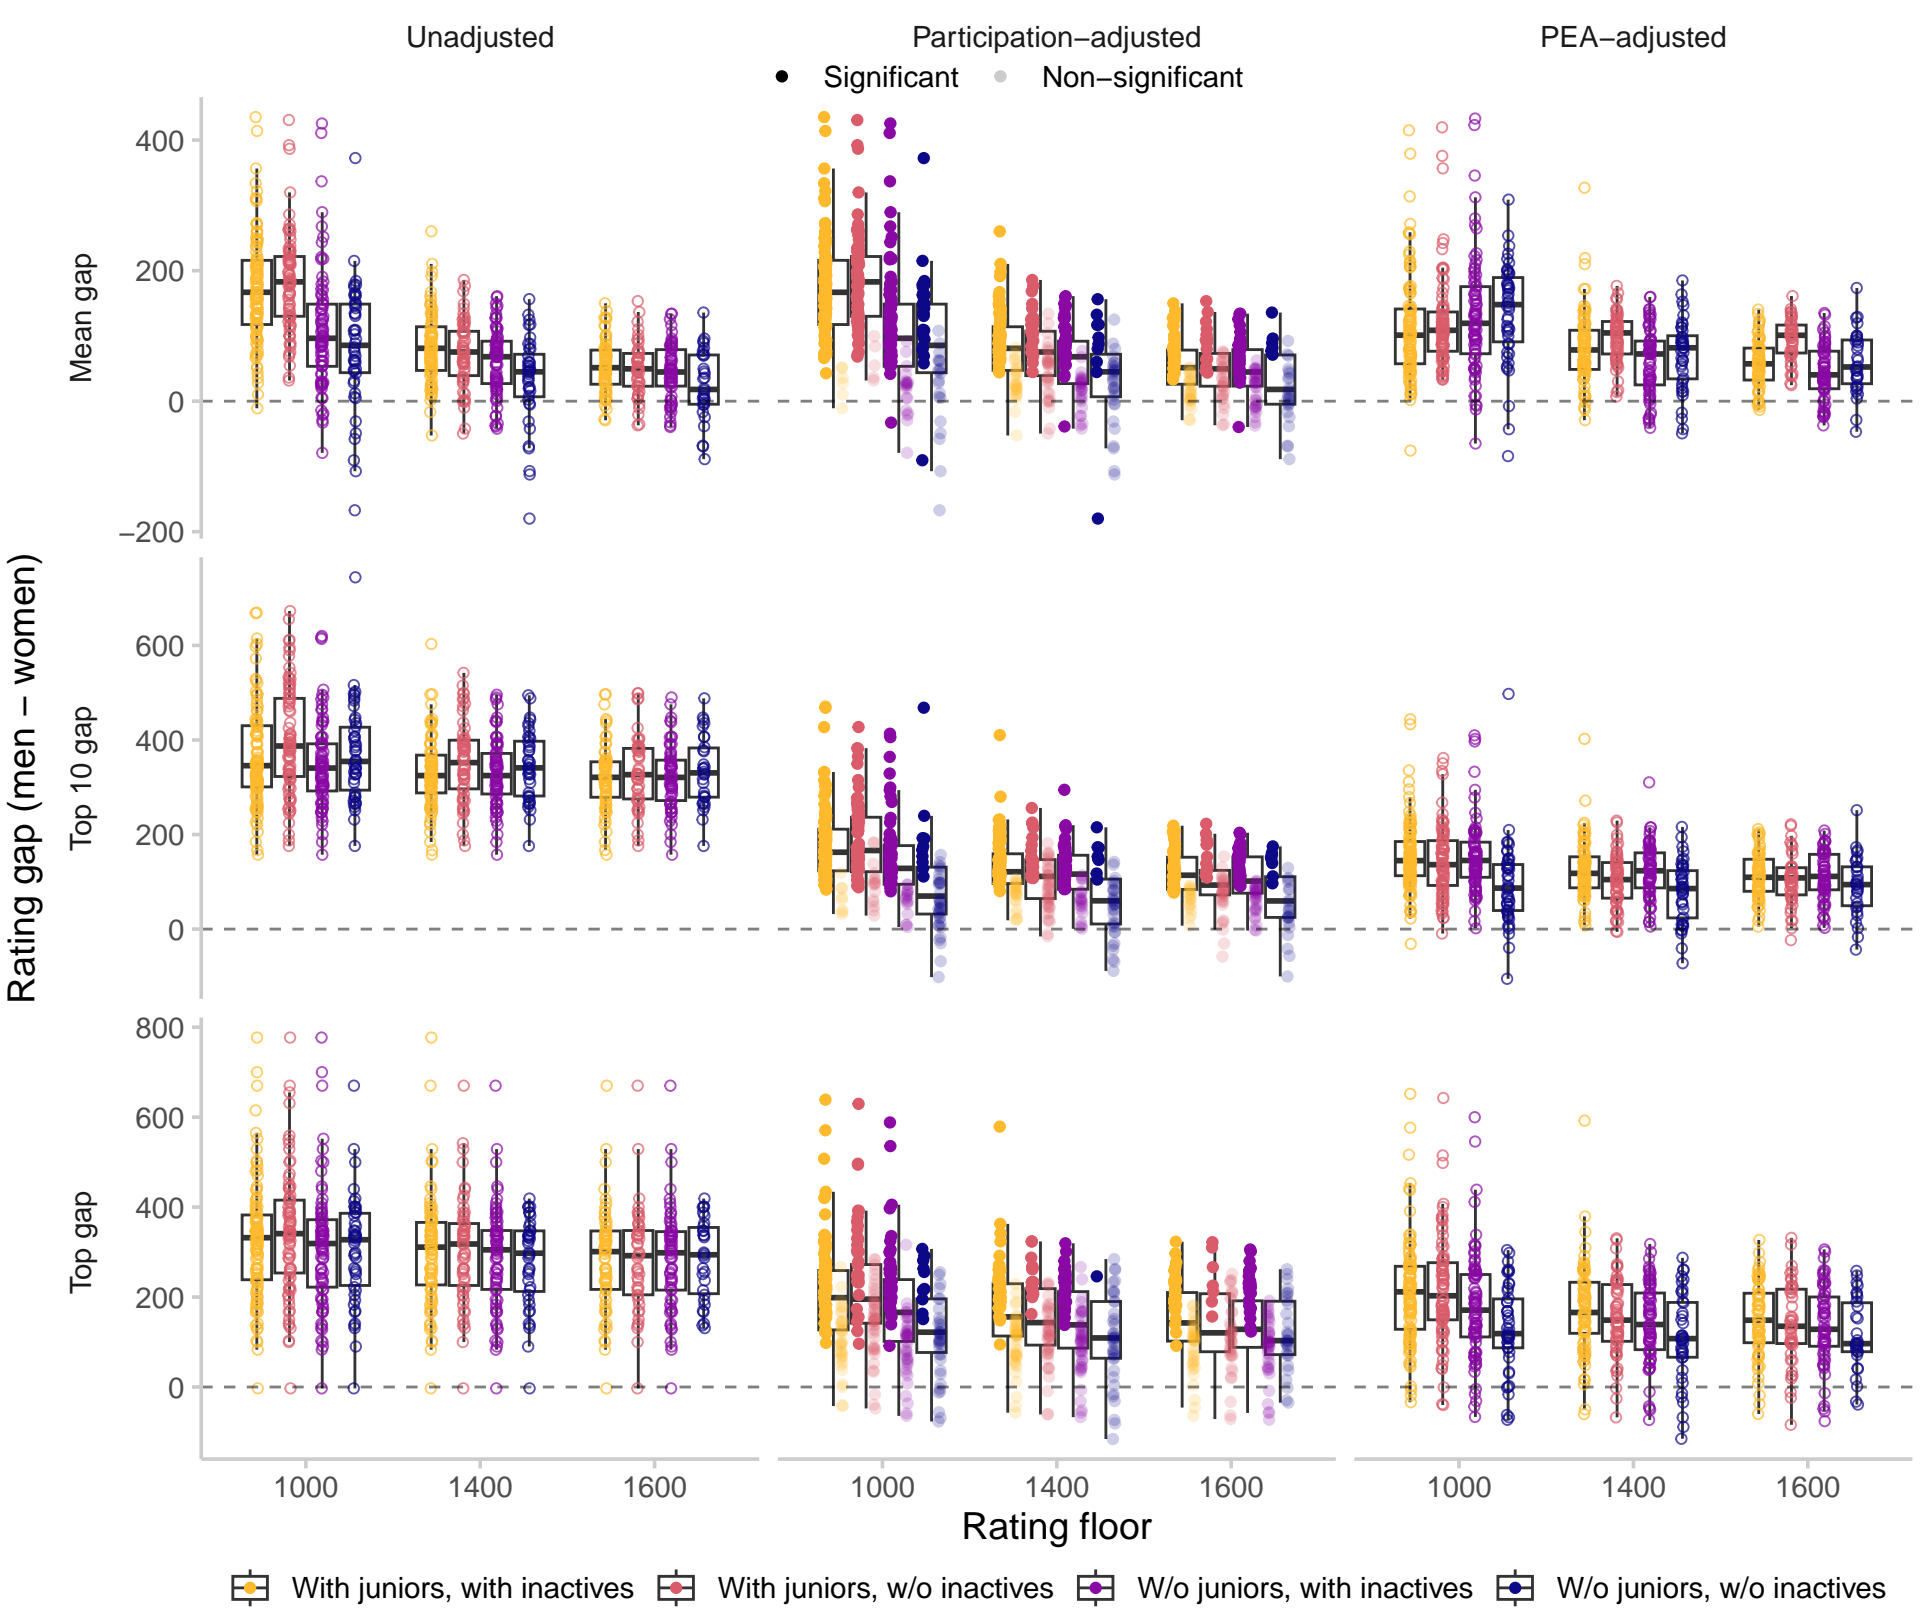 Unadjusted Participation−adjusted PEA−adjusted
Significant Non−significant
Rating gap (men − women)
Mean gap
400
200
0
−200
Top 10 gap
600
400
200
0
Top gap
800
600
400
200
0
1000 1400 1600 1000 1400 1600 1000 1400 1600
Rating floor
With juniors, with inactives With juniors, w/o inactives W/o juniors, with inactives W/o juniors, w/o inactives